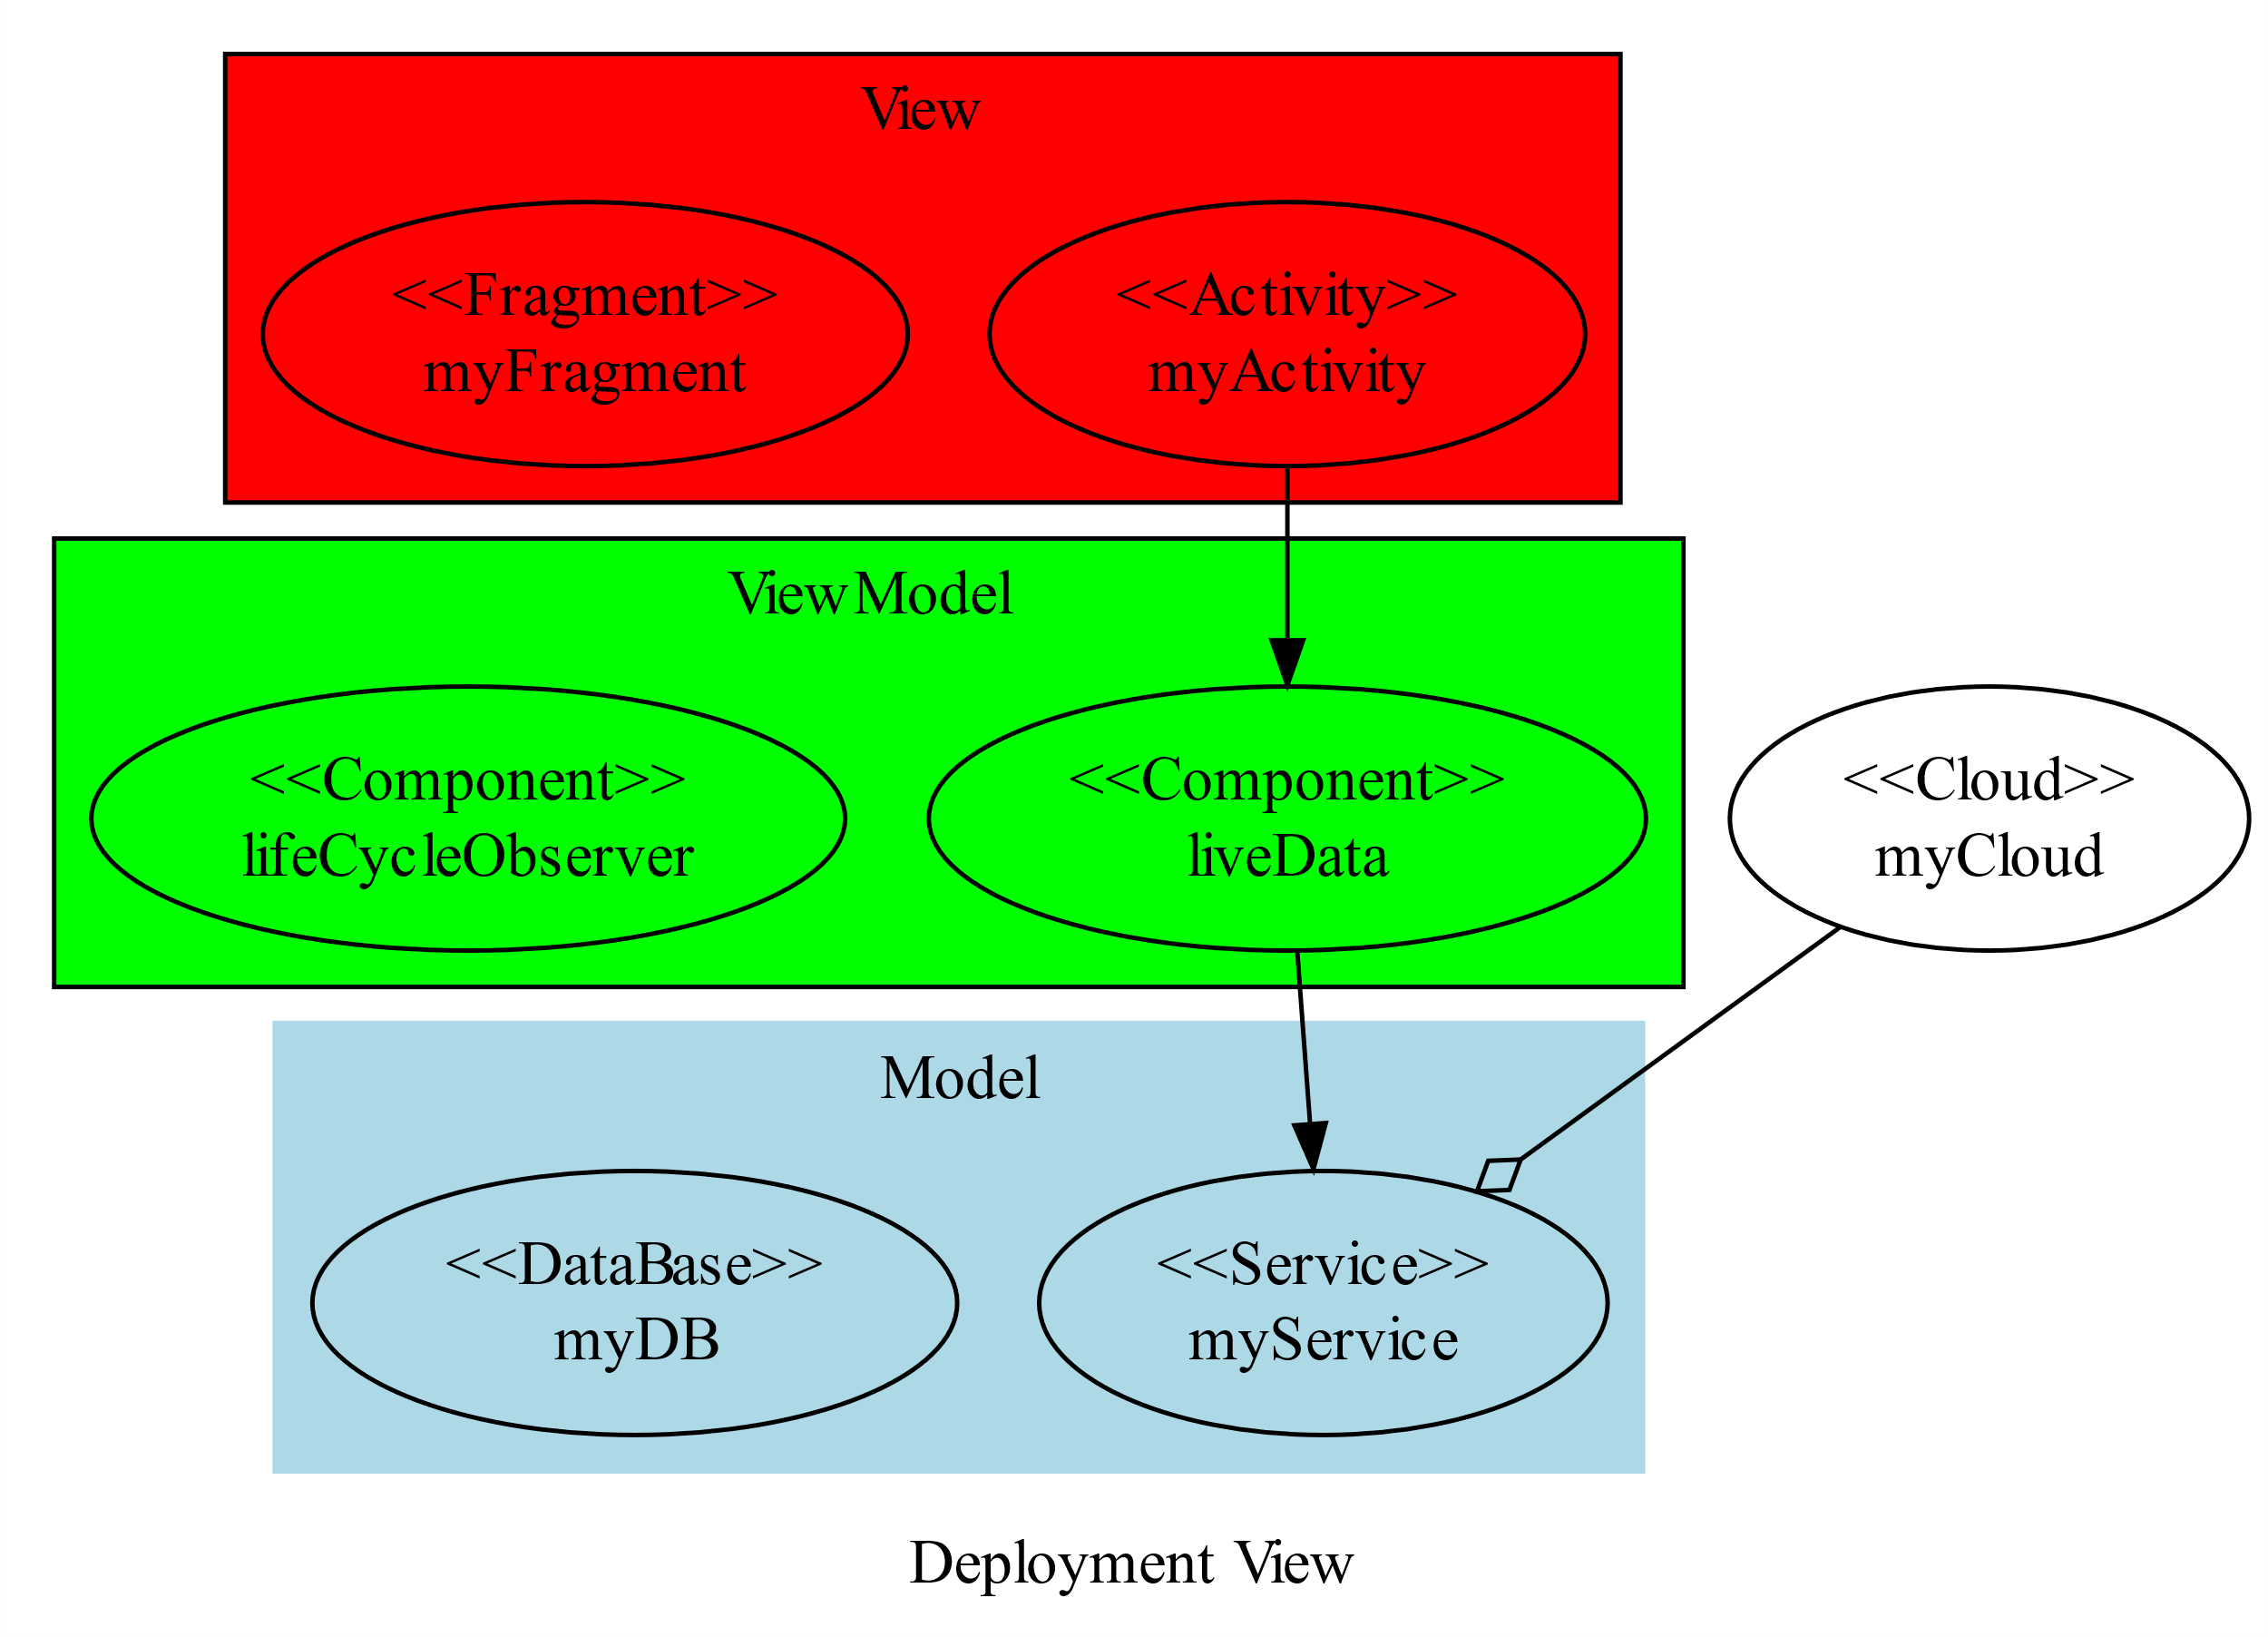 View
<<Fragment>>
myFragment
<<Activity>>
myActivity
ViewModel
<<Component>>
lifeCycleObserver
<<Component>>
liveData
<<Cloud>>
myCloud
Model
<<DataBase>>
myDB
<<Service>>
myService
Deployment View